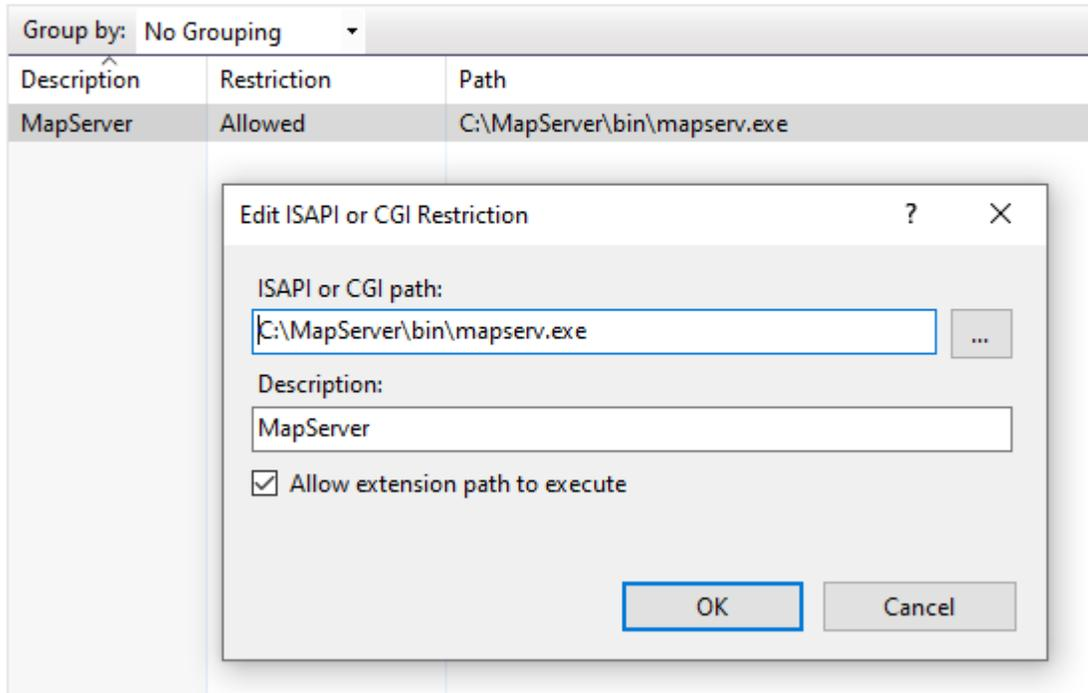 Group by: No Grouping
Description Restriction Path
MapServer Allowed C:\MapServer\bin\mapserv.exe
Edit ISAPI or CGI Restriction ?
ISAPI or CGI path:
C:\MapServer\bin\mapserv.exe ...
Description:
MapServer
Allow extension path to execute
OK Cancel